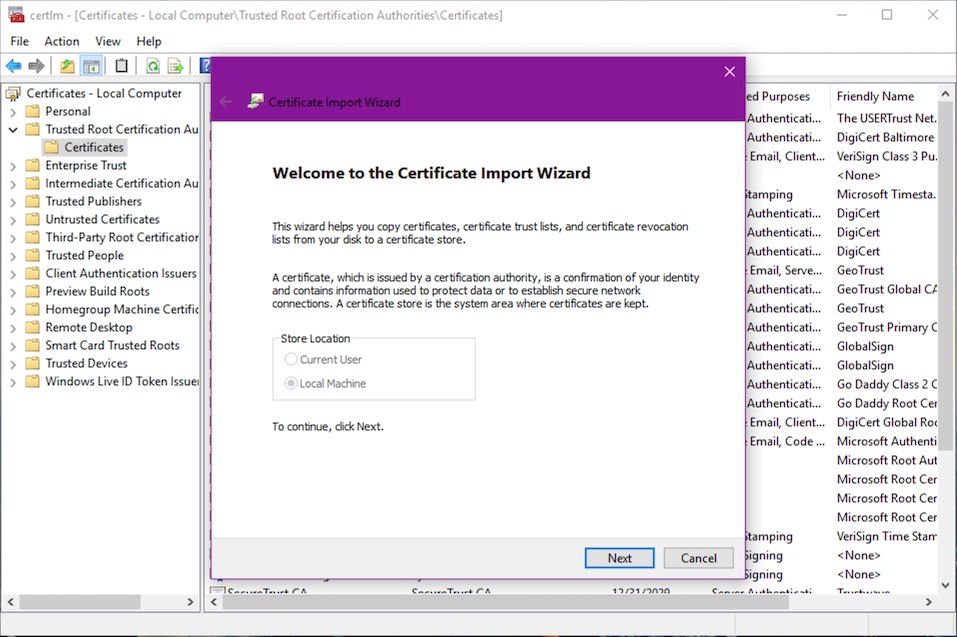 certlm - [Certificates - Local Computer\Trusted Root Certification Authorities\Certificates]
File Action View Help
Certificates - Local Computer
Personal
Trusted Root Certification Au
Certificates
Enterprise Trust
Intermediate Certification Au
Trusted Publishers
Untrusted Certificates
Third-Party Root Certification
Trusted People
Client Authentication Issuers
Preview Build Roots
Homegroup Machine Certific
Remote Desktop
Smart Card Trusted Roots
Trusted Devices
Windows Live ID Token Issuer
Certificate Import Wizard
Welcome to the Certificate Import Wizard
This wizard helps you copy certificates, certificate trust lists, and certificate revocation
lists from your disk to a certificate store.
A certificate, which is issued by a certification authority, is a confirmation of your identity
and contains information used to protect data or to establish secure network
connections. A certificate store is the system area where certificates are kept.
Store Location
Current User
Local Machine
To continue, click Next.
Next Cancel
ed Purposes Friendly Name
Authenticati... The USERTrust Net.
Authenticati... DigiCert Baltimore
Email, Client... VeriSign Class 3 Pu.
<None>
tamping Microsoft Timesta.
Authenticati... DigiCert
Authenticati... DigiCert
Authenticati... DigiCert
Email, Serve... GeoTrust
Authenticati... GeoTrust Global CA
Authenticati... GeoTrust
Authenticati... GeoTrust Primary C
Authenticati... GlobalSign
Authenticati... GlobalSign
Authenticati... Go Daddy Class 2 C
Authenticati... Go Daddy Root Cer
Email, Client... DigiCert Global Roo
Email, Code ... Microsoft Authenti
Microsoft Root Aut
Microsoft Root Cer
Microsoft Root Cer
Microsoft Root Cer
tamping VeriSign Time Stam
igning <None>
igning <None>
SecureTrust CA SecureTrust CA 12/31/2029 Server Authenticati... Trustwave